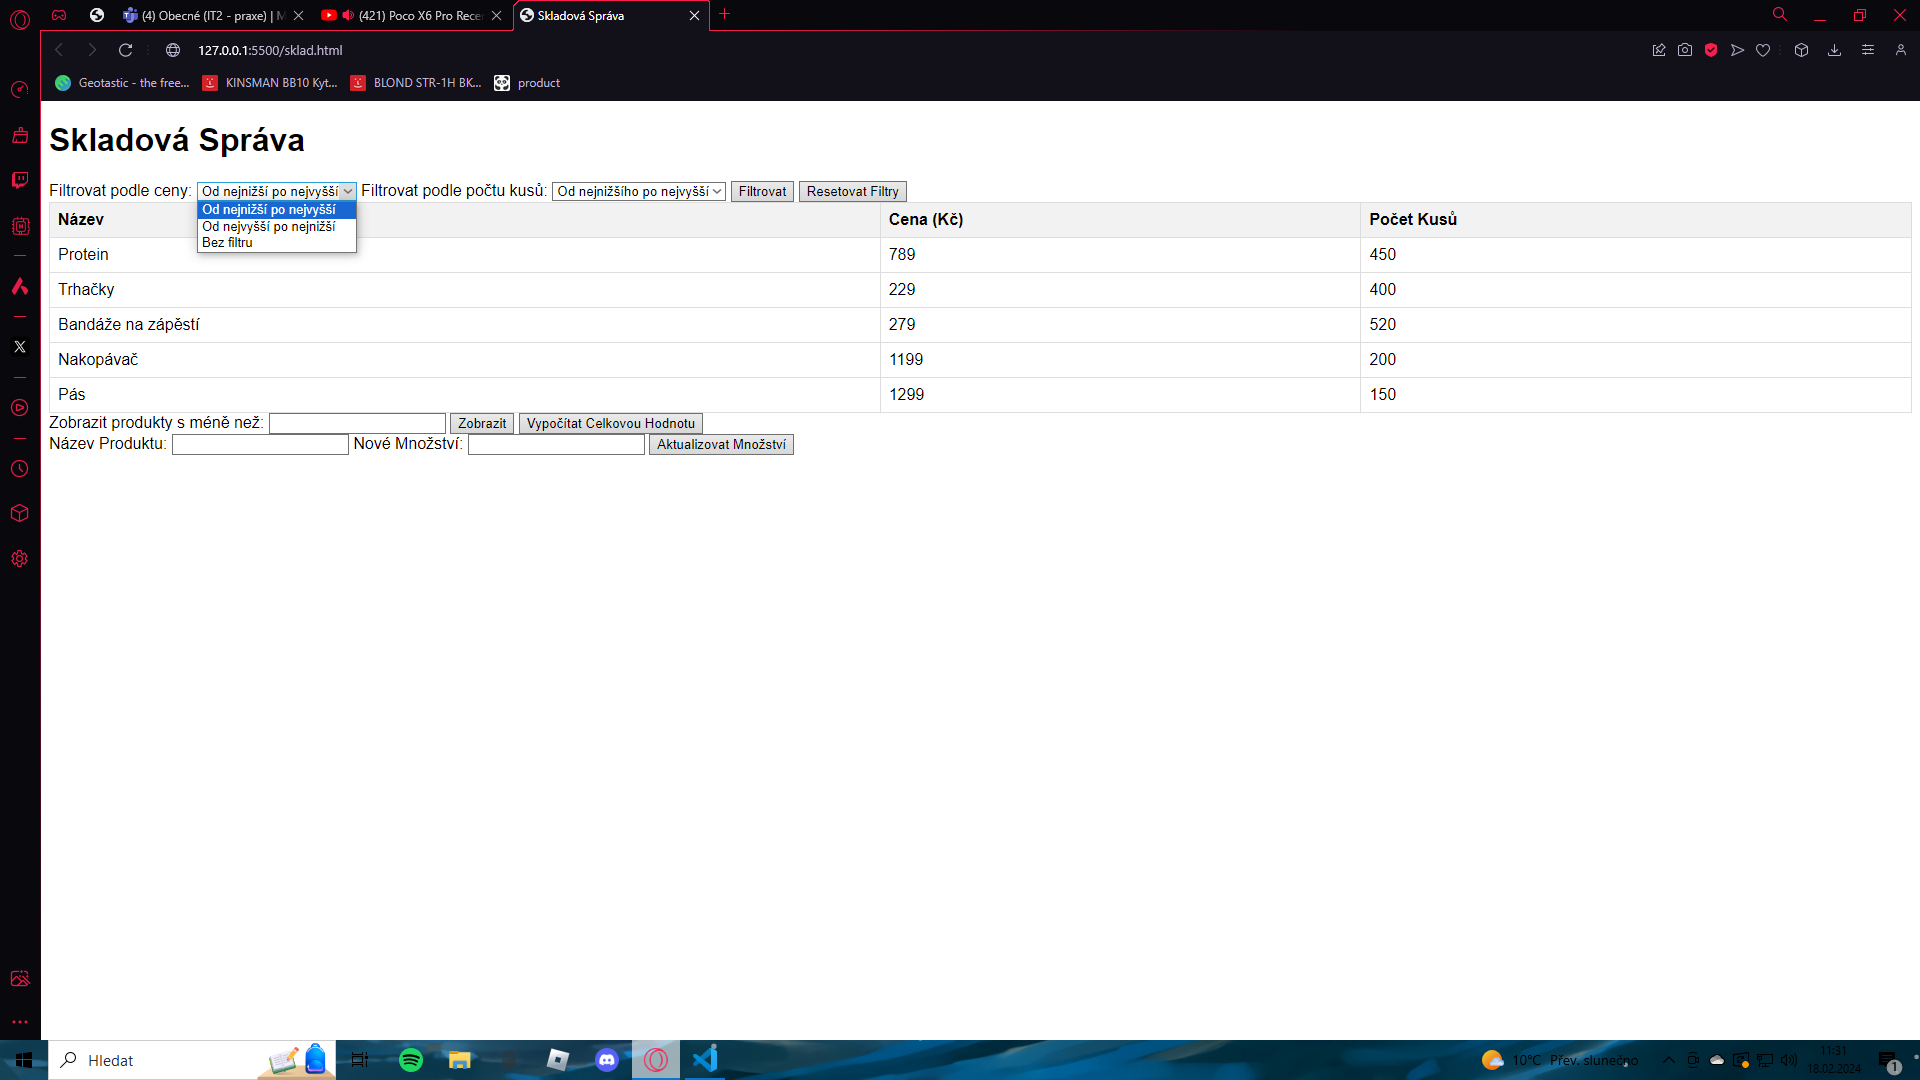 (4) Obecné (IT2 - praxe) | M
(421) Poco X6 Pro Rece
Skladová Správa
127.0.0.1:5500/sklad.html
Geotastic - the free...
KINSMAN BB10 Kyt...
BLOND STR-1H BK...
product
Skladová Správa
Filtrovat podle ceny: Od nejnižší po nejvyšší Filtrovat podle počtu kusů: Od nejnižšího po nejvyšší Filtrovat Resetovat Filtry
Od nejnižší po nejvyšší
Od nejvyšší po nejnižší
Bez filtru
Název Cena (Kč) Počet Kusů
Protein 789 450
Trhačky 229 400
Bandáže na zápěstí 279 520
Nakopávač 1199 200
Pás 1299 150
Zobrazit produkty s méně než: Zobrazit Vypočítat Celkovou Hodnotu
Název Produktu: Nové Množství: Aktualizovat Množství
Hledat
10°C Přev. slunečno
11:31
18.02.2024
1